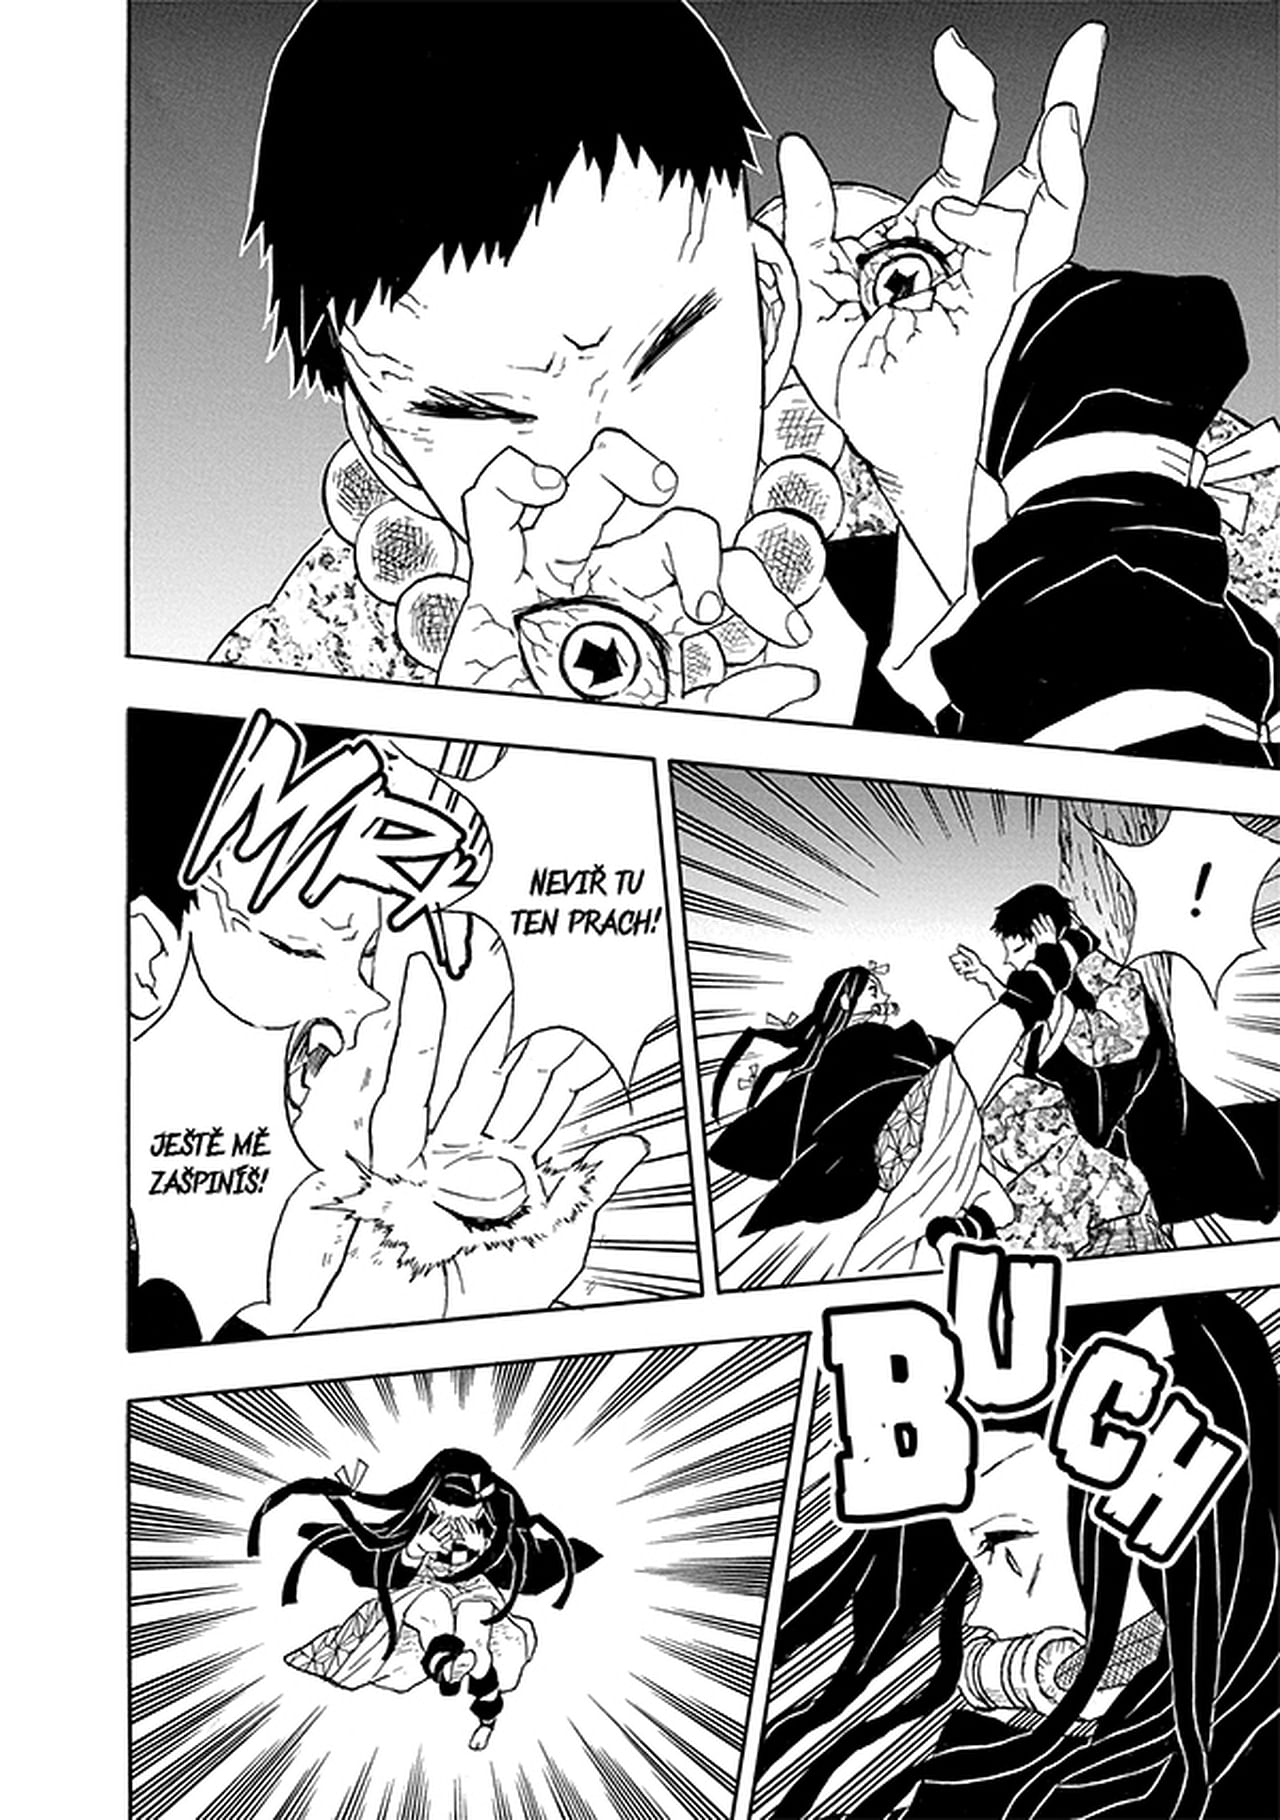 !
NEVIŘ TU
TEN PRACH!
MRK
JEŠTĚ MĚ
ZAŠPINÍŠ!
BUCH